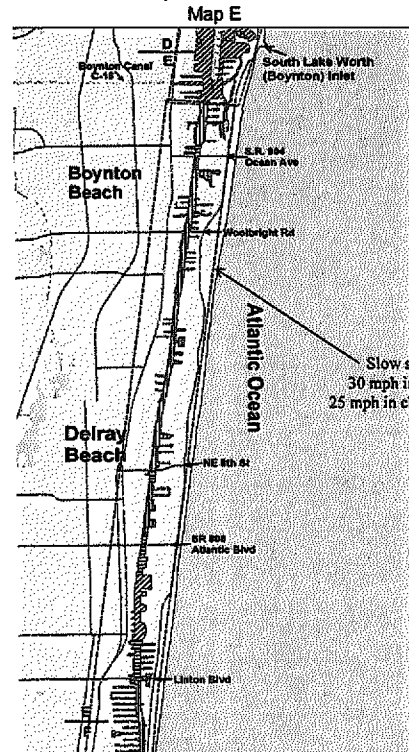 Map E
D
E
South Lake Worth
(Boynton) Inlet
Boynton Canal
C-16
S.R. 804
Ocean Ave
Boynton
Beach
Woolbright Rd
Atlantic Ocean
Slow s
30 mph in
25 mph in c
Delray
Beach
NE 8th St
SR 806
Atlantic Blvd
Linton Blvd
E
F